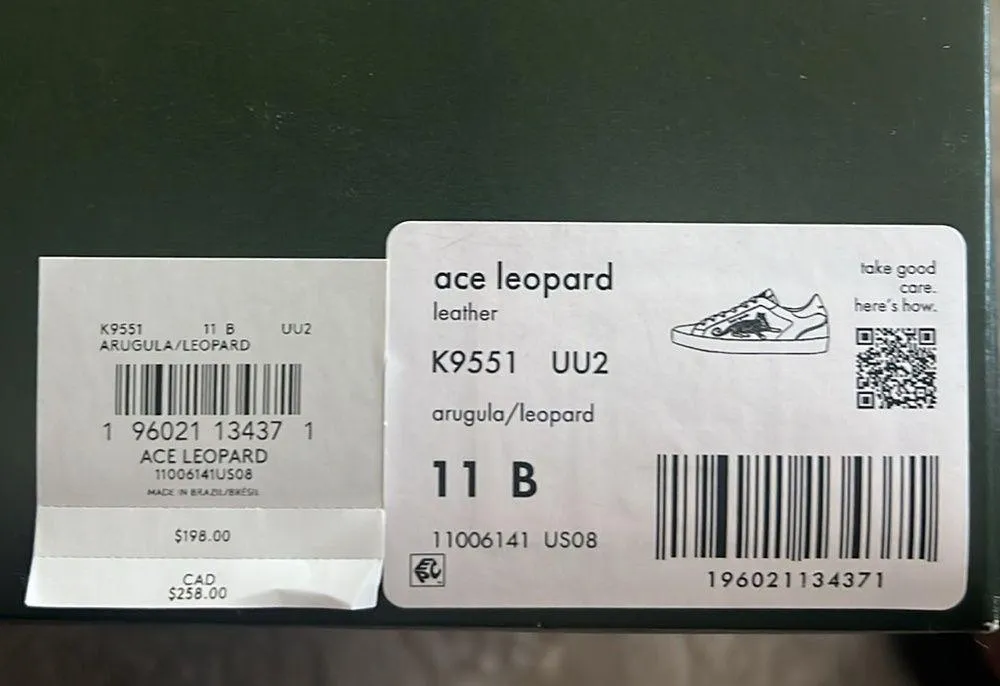 K9551 11 B UU2
ARUGULA/LEOPARD
1 96021 13437 1
ACE LEOPARD
11006141US08
MADE IN BRAZIL/BRÉSIL
$198.00
CAD
$258.00
ace leopard
leather
K9551 UU2
arugula/leopard
11 B
11006141 US08
take good
care.
here's how.
196021134371